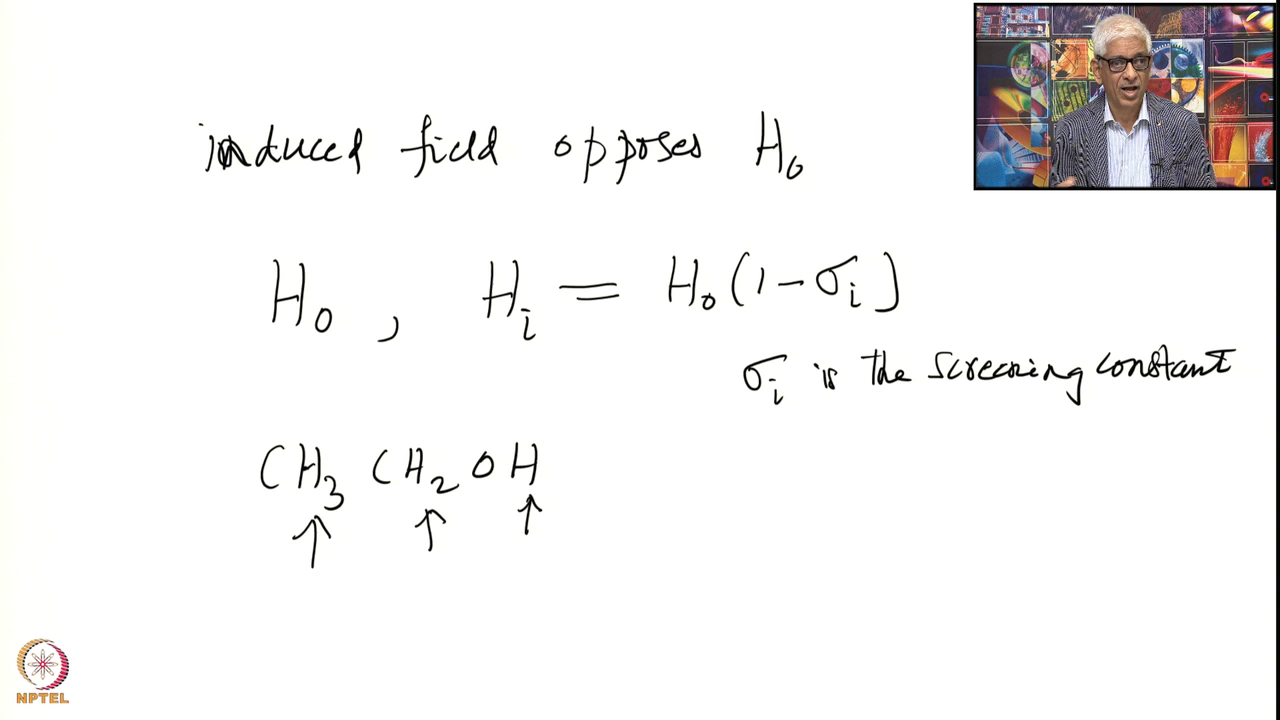 induced field opposes H₀
H₀ , Hᵢ = H₀(1-σᵢ)
σᵢ is the screening constant
CH₃ CH₂ OH
↑ ↑ ↑
NPTEL